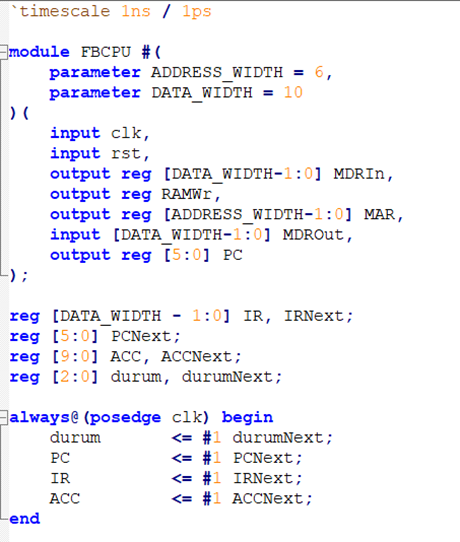 `timescale 1ns / 1ps
module FBCPU #(
parameter ADDRESS_WIDTH = 6,
parameter DATA_WIDTH = 10
)(
input clk,
input rst,
output reg [DATA_WIDTH-1:0] MDRIn,
output reg RAMWr,
output reg [ADDRESS_WIDTH-1:0] MAR,
input [DATA_WIDTH-1:0] MDROut,
output reg [5:0] PC
);
reg [DATA_WIDTH - 1:0] IR, IRNext;
reg [5:0] PCNext;
reg [9:0] ACC, ACCNext;
reg [2:0] durum, durumNext;
always@(posedge clk) begin
durum <= #1 durumNext;
PC <= #1 PCNext;
IR <= #1 IRNext;
ACC <= #1 ACCNext;
end